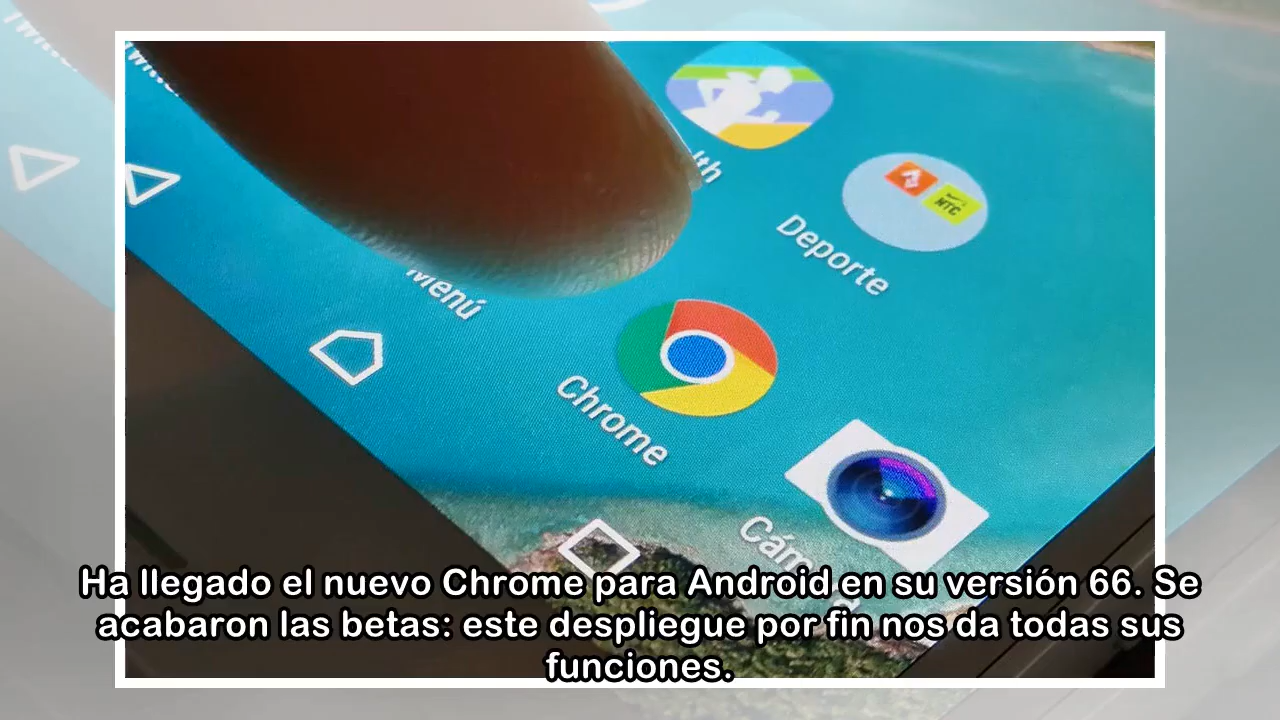 Deporte
Menú
Chrome
NTC
Ha llegado el nuevo Chrome para Android en su versión 66. Se
acabaron las betas: este despliegue por fin nos da todas sus
funciones.